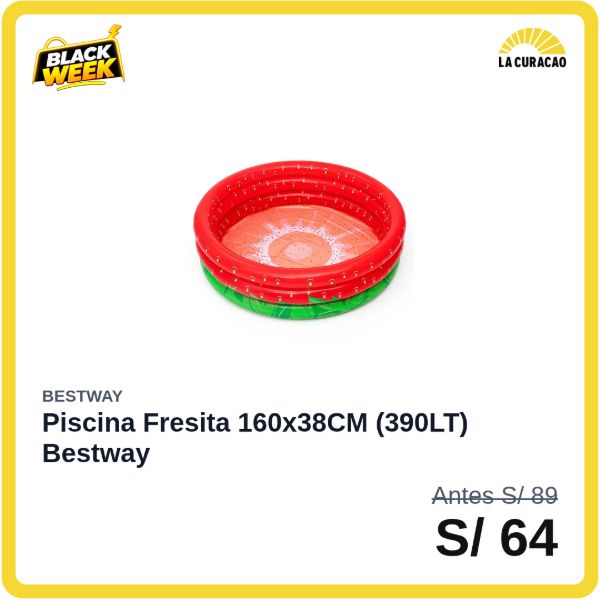 BLACK
WEEK
LA CURACAO
BESTWAY
Piscina Fresita 160x38CM (390LT)
Bestway
Antes S/ 89
S/ 64